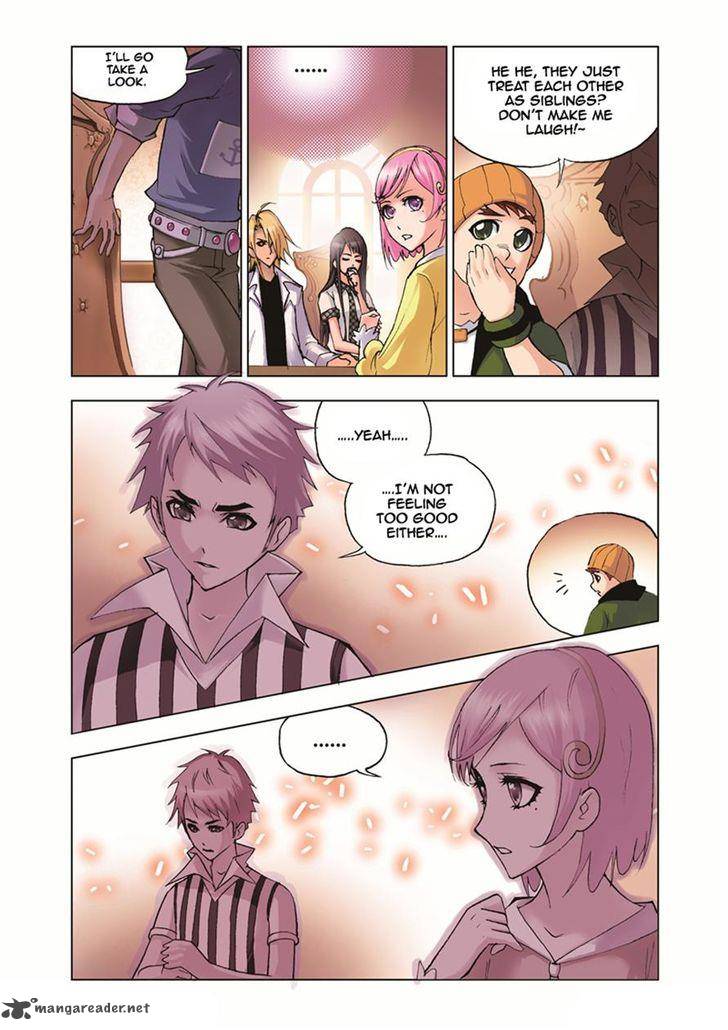 I'LL GO
TAKE A
LOOK.
......
HE HE, THEY JUST
TREAT EACH OTHER
AS SIBLINGS?
DON'T MAKE ME
LAUGH!~
.....YEAH.....
....I'M NOT
FEELING
TOO GOOD
EITHER....
......
mangareader.net